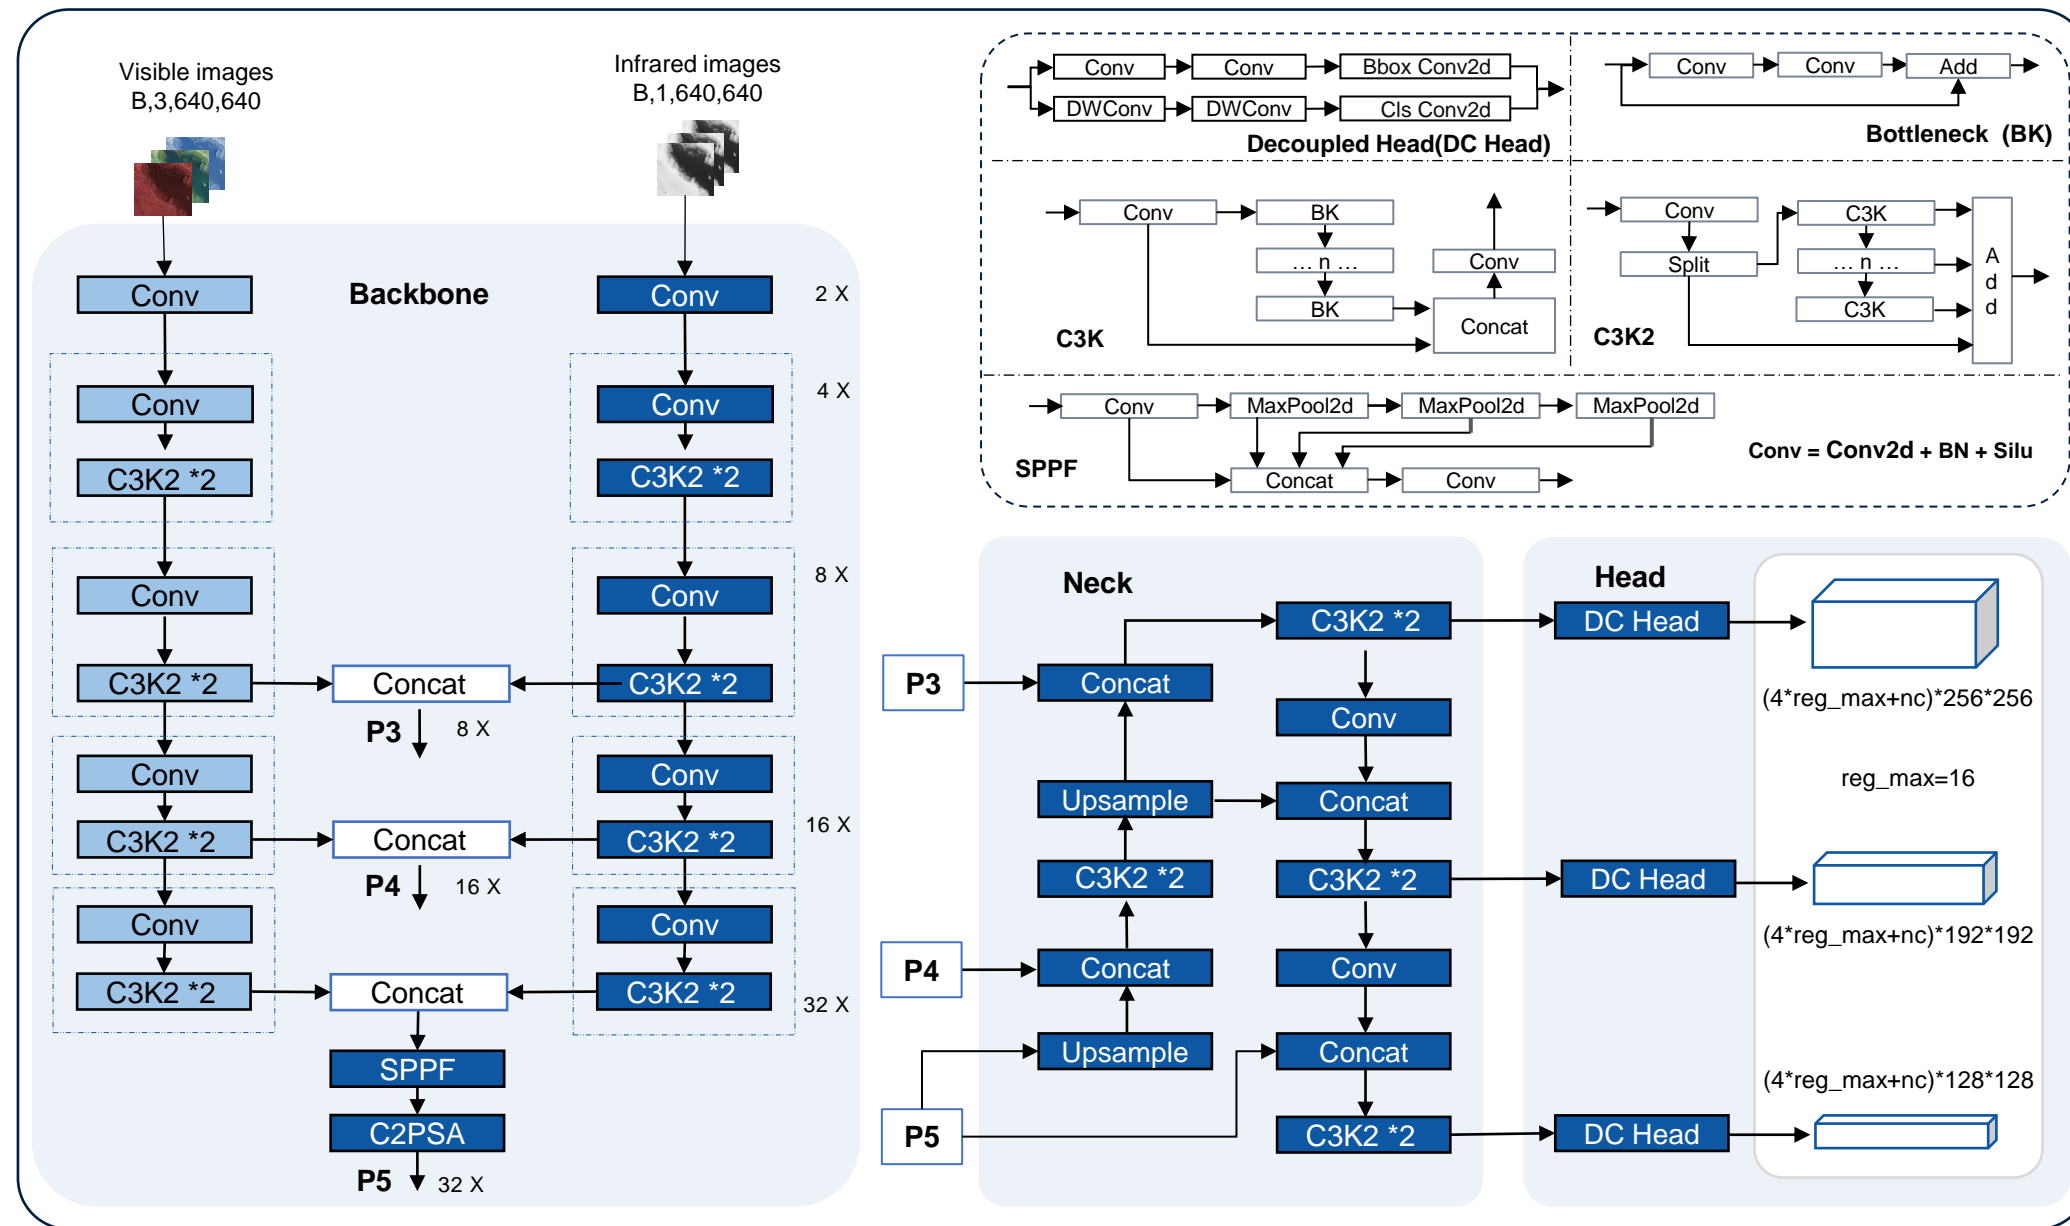 Visible images
B,3,640,640
Infrared images
B,1,640,640
Backbone
Conv
Conv
2 X
Conv
Conv
4 X
C3K2 *2
C3K2 *2
Conv
Conv
8 X
C3K2 *2
Concat
C3K2 *2
P3
8 X
Conv
Conv
C3K2 *2
Concat
C3K2 *2
16 X
P4
16 X
Conv
Conv
C3K2 *2
Concat
C3K2 *2
32 X
SPPF
C2PSA
P5
32 X
Conv
Conv
Bbox Conv2d
DWConv
DWConv
Cls Conv2d
Decoupled Head(DC Head)
Conv
Conv
Add
Bottleneck (BK)
Conv
BK
... n ...
BK
Conv
Concat
C3K
Conv
Split
C3K
... n ...
C3K
A
d
d
C3K2
Conv
MaxPool2d
MaxPool2d
MaxPool2d
Concat
Conv
SPPF
Conv = Conv2d + BN + Silu
Neck
P3
P4
P5
Concat
Upsample
C3K2 *2
Concat
Upsample
C3K2 *2
Conv
Concat
C3K2 *2
Conv
Concat
C3K2 *2
Head
DC Head
DC Head
DC Head
(4*reg_max+nc)*256*256
reg_max=16
(4*reg_max+nc)*192*192
(4*reg_max+nc)*128*128